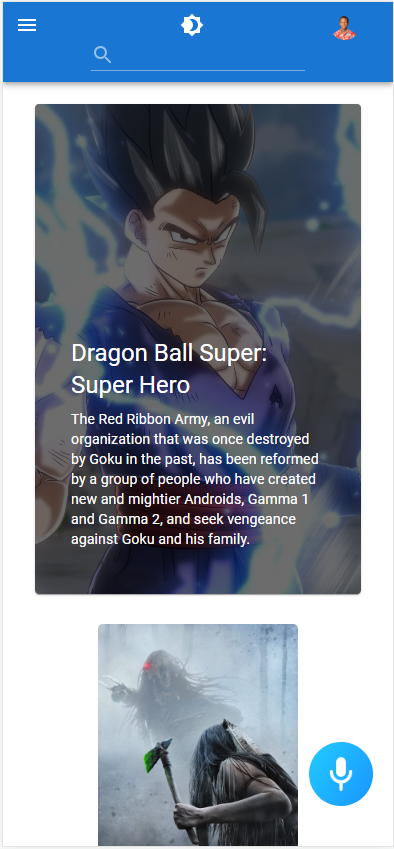 Dragon Ball Super:
Super Hero
The Red Ribbon Army, an evil
organization that was once destroyed
by Goku in the past, has been reformed
by a group of people who have created
new and mightier Androids, Gamma 1
and Gamma 2, and seek vengeance
against Goku and his family.